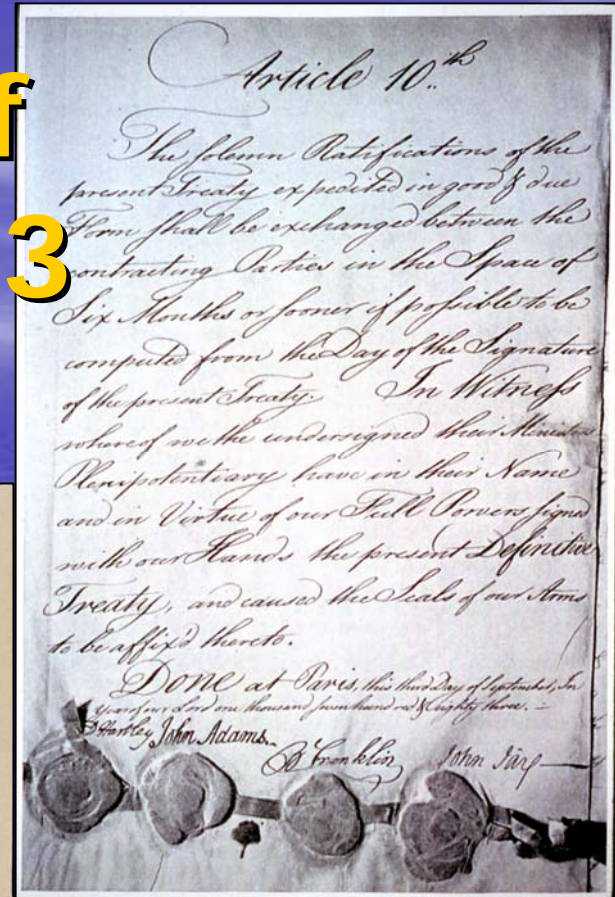 f
3
Article 10.th
The solemn Ratifications of the
present Treaty expedited in good & due
Form shall be exchanged between the
contracting Parties in the Space of
Six Months or sooner if possible to be
computed from the Day of the Signature
of the present Treaty. In Witness
whereof we the undersigned their Ministers
Plenipotentiary have in their Name
and in Virtue of our Full Powers signed
with our Hands the present Definitive
Treaty, and caused the Seals of our Arms
to be affix'd thereto.
Done at Paris, this third Day of September, In
the Year of our Lord one thousand seven hundred & eighty three.
D Hartley John Adams. B Franklin John Jay